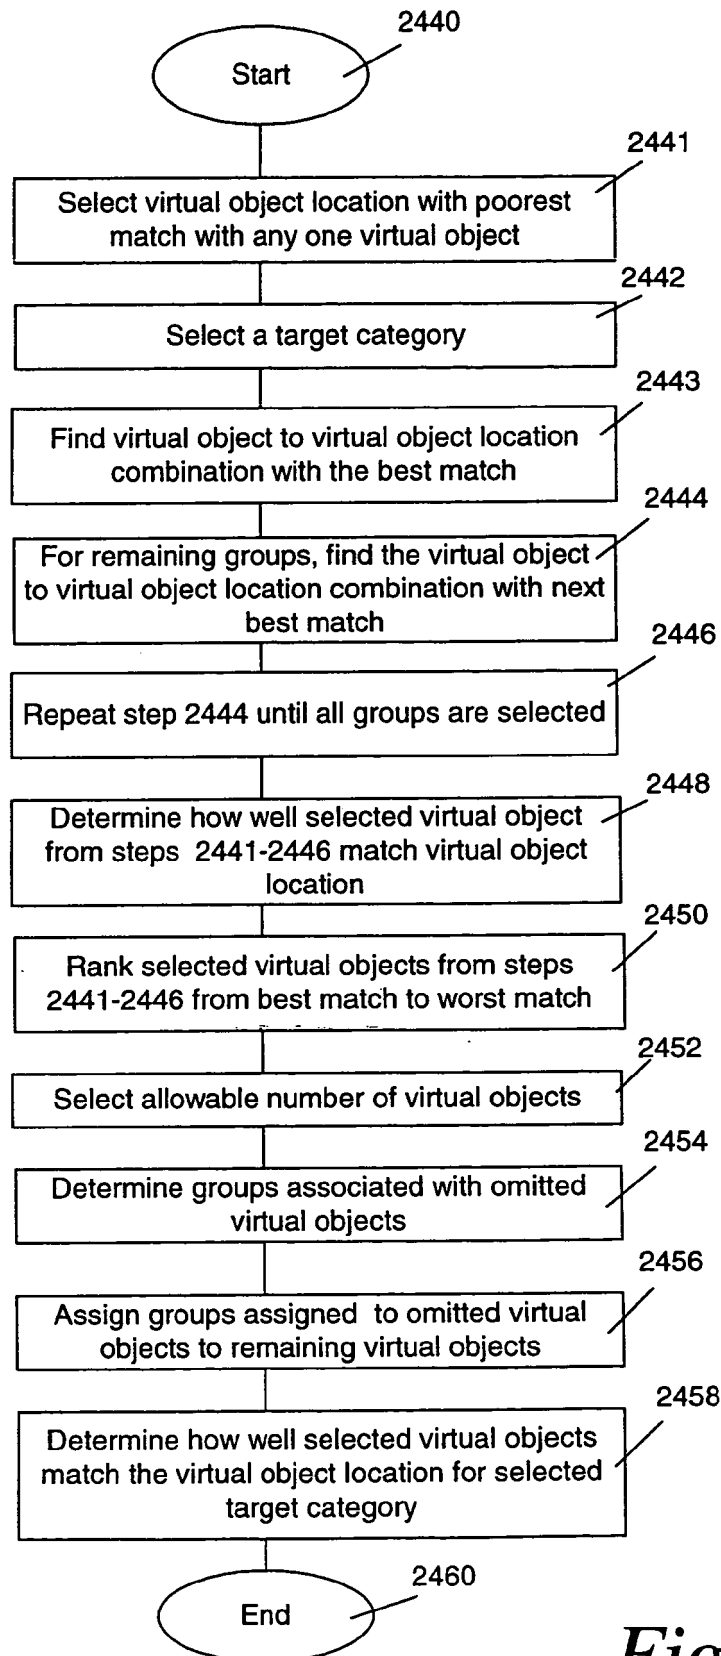 2440
Start
2441
Select virtual object location with poorest
match with any one virtual object
2442
Select a target category
2443
Find virtual object to virtual object location
combination with the best match
2444
For remaining groups, find the virtual object
to virtual object location combination with next
best match
2446
Repeat step 2444 until all groups are selected
2448
Determine how well selected virtual object
from steps 2441-2446 match virtual object
location
2450
Rank selected virtual objects from steps
2441-2446 from best match to worst match
2452
Select allowable number of virtual objects
2454
Determine groups associated with omitted
virtual objects
2456
Assign groups assigned to omitted virtual
objects to remaining virtual objects
2458
Determine how well selected virtual objects
match the virtual object location for selected
target category
2460
End
Fig